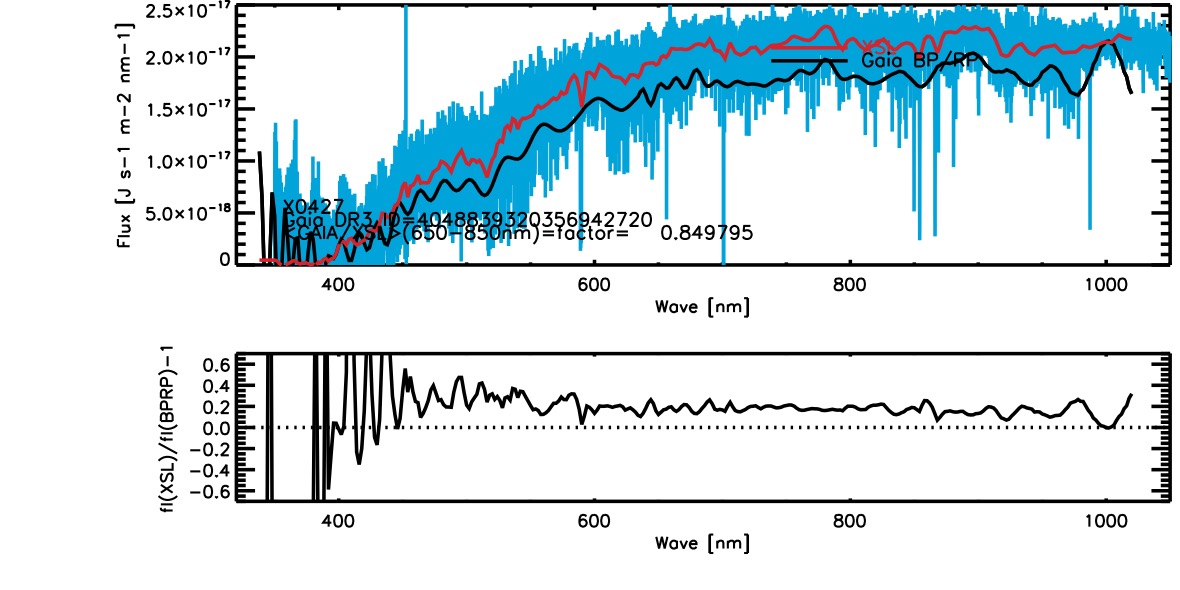 2.5×10⁻¹⁷
2.0×10⁻¹⁷
1.5×10⁻¹⁷
1.0×10⁻¹⁷
5.0×10⁻¹⁸
0
Flux [J s−1 m−2 nm−1]
XSL
Gaia BP/RP
X0427
Gaia DR3 ID=4048839320356942720
<GAIA/XSL>(650−850nm)=factor= 0.849795
400 600 800 1000
Wave [nm]
0.6
0.4
0.2
0.0
−0.2
−0.4
−0.6
fl(XSL)/fl(BPRP)−1
400 600 800 1000
Wave [nm]